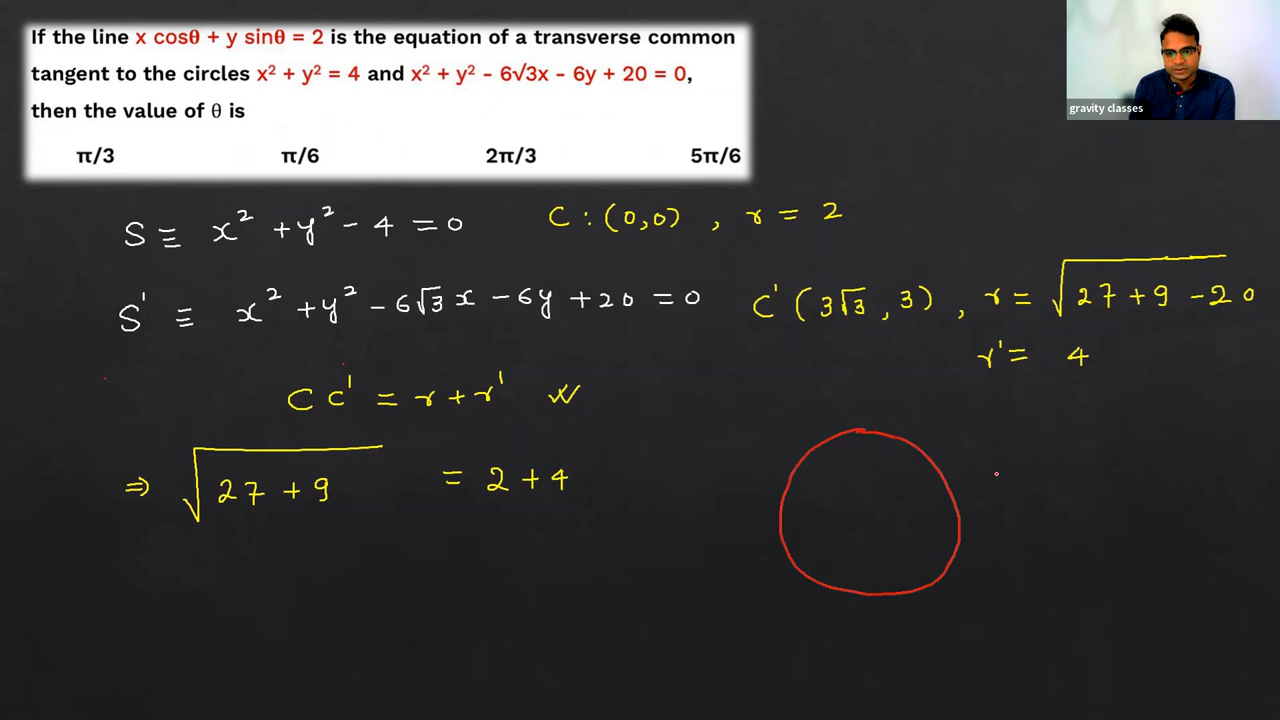 If the line x cosθ + y sinθ = 2 is the equation of a transverse common
tangent to the circles x² + y² = 4 and x² + y² - 6√3x - 6y + 20 = 0,
then the value of θ is
π/3 π/6 2π/3 5π/6
gravity classes
S ≡ x² + y² - 4 = 0 C : (0,0) , r = 2
S' ≡ x² + y² - 6√3 x - 6y + 20 = 0 C' (3√3 , 3) , r = √27 + 9 - 20
r' = 4
C C' = r + r'
⇒ √27 + 9 = 2 + 4